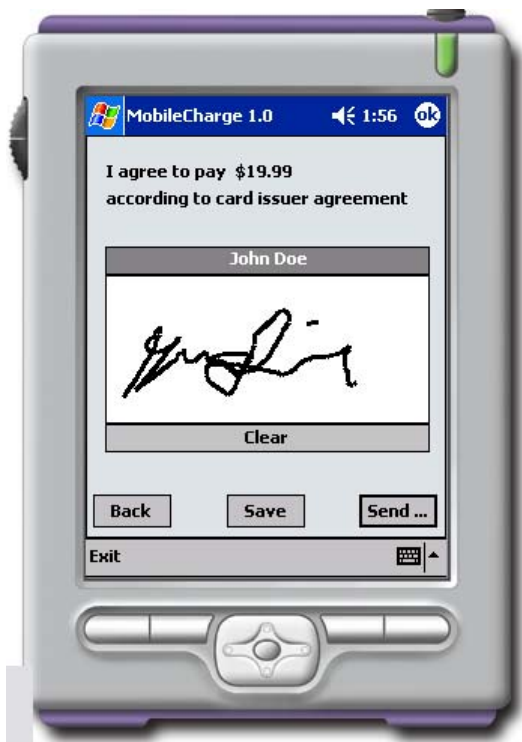 MobileCharge 1.0 1:56 ok
I agree to pay $19.99
according to card issuer agreement
John Doe
Clear
Back Save Send ...
Exit